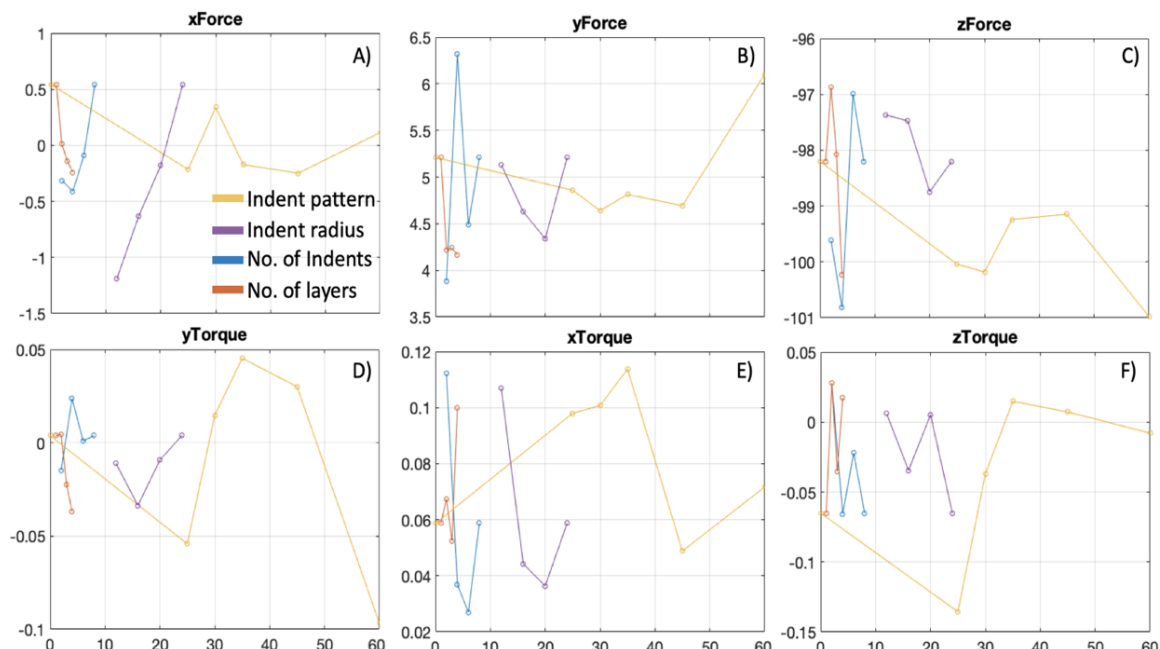 xForce
1
0.5
0
-0.5
-1
-1.5
A)
Indent pattern
Indent radius
No. of Indents
No. of layers
yForce
6.5
6
5.5
5
4.5
4
3.5
B)
zForce
-96
-97
-98
-99
-100
-101
C)
yTorque
0.05
0
-0.05
-0.1
D)
0 10 20 30 40 50 60
xTorque
0.12
0.1
0.08
0.06
0.04
0.02
E)
0 10 20 30 40 50 60
zTorque
0.05
0
-0.05
-0.1
-0.15
F)
0 10 20 30 40 50 60